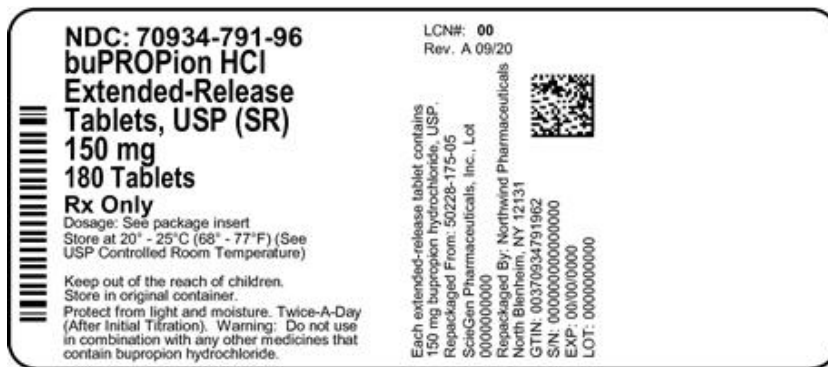 NDC: 70934-791-96
buPROPion HCl
Extended-Release
Tablets, USP (SR)
150 mg
180 Tablets
Rx Only
Dosage: See package insert
Store at 20° - 25°C (68° - 77°F) (See
USP Controlled Room Temperature)
Keep out of the reach of children.
Store in original container.
Protect from light and moisture. Twice-A-Day
(After Initial Titration). Warning: Do not use
in combination with any other medicines that
contain bupropion hydrochloride.
LCN#: 00
Rev. A 09/20
Each extended-release tablet contains
150 mg bupropion hydrochloride, USP.
Repackaged From: 50228-175-05
ScieGen Pharmaceuticals, Inc., Lot
0000000000
Repackaged By: Northwind Pharmaceuticals
North Blenheim, NY 12131
GTIN: 00370934791962
S/N: 00000000000000
EXP: 00/00/0000
LOT: 0000000000